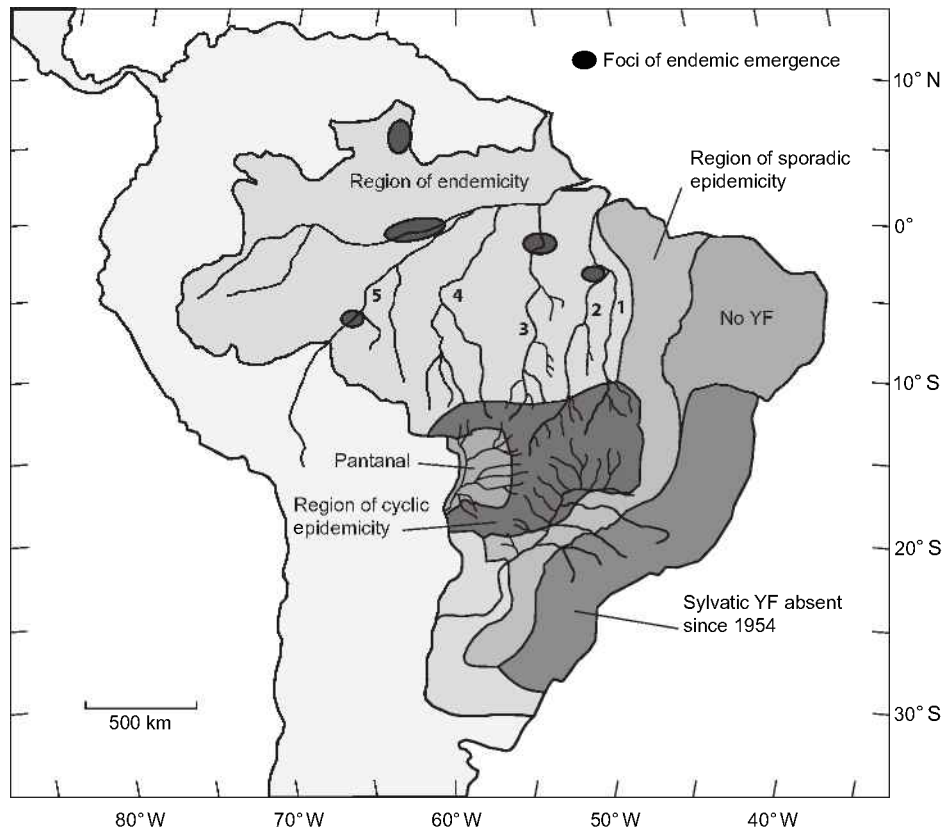 Foci of endemic emergence
10° N
Region of sporadic
epidemicity
Region of endemicity
0°
5
4
3
2
1
No YF
10° S
Pantanal
Region of cyclic
epidemicity
20° S
Sylvatic YF absent
since 1954
500 km
30° S
80° W
70° W
60° W
50° W
40° W